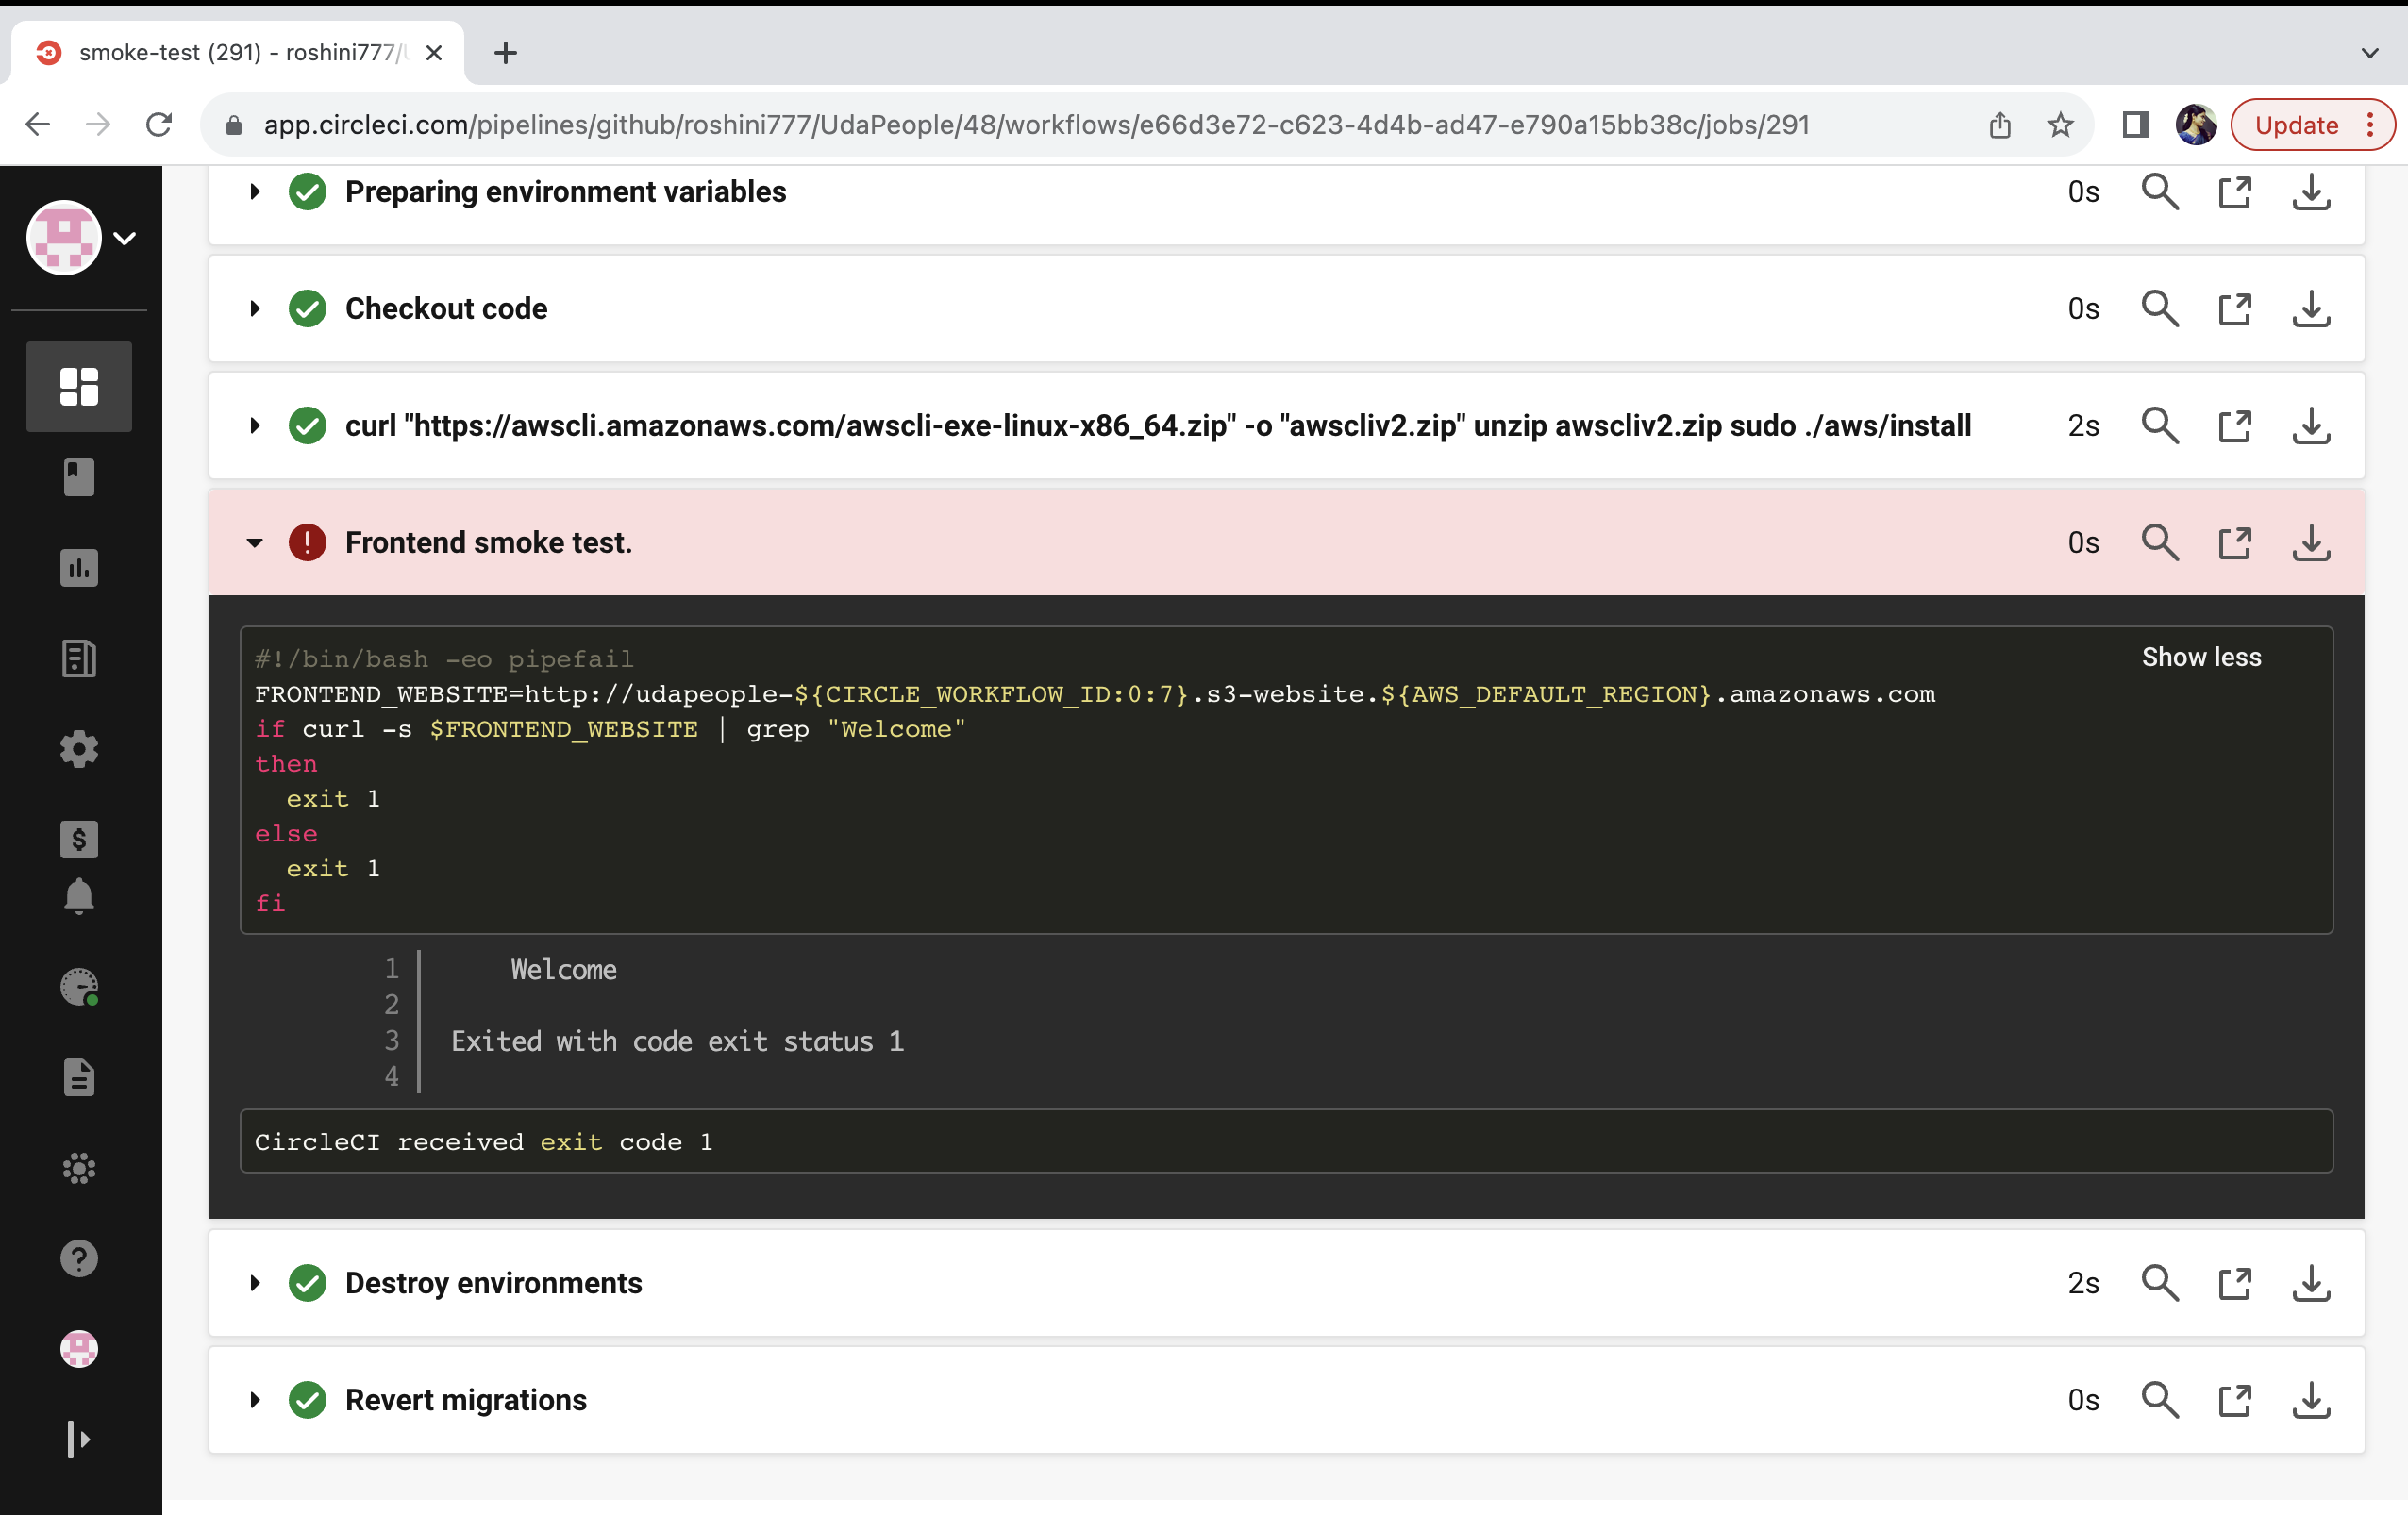 smoke-test (291) - roshini777/
app.circleci.com/pipelines/github/roshini777/UdaPeople/48/workflows/e66d3e72-c623-4d4b-ad47-e790a15bb38c/jobs/291
Update
Preparing environment variables 0s
Checkout code 0s
curl "https://awscli.amazonaws.com/awscli-exe-linux-x86_64.zip" -o "awscliv2.zip" unzip awscliv2.zip sudo ./aws/install 2s
Frontend smoke test. 0s
#!/bin/bash -eo pipefail
Show less
FRONTEND_WEBSITE=http://udapeople-${CIRCLE_WORKFLOW_ID:0:7}.s3-website.${AWS_DEFAULT_REGION}.amazonaws.com
if curl -s $FRONTEND_WEBSITE | grep "Welcome"
then
exit 1
else
exit 1
fi
1 Welcome
2
3 Exited with code exit status 1
4
CircleCI received exit code 1
Destroy environments 2s
Revert migrations 0s